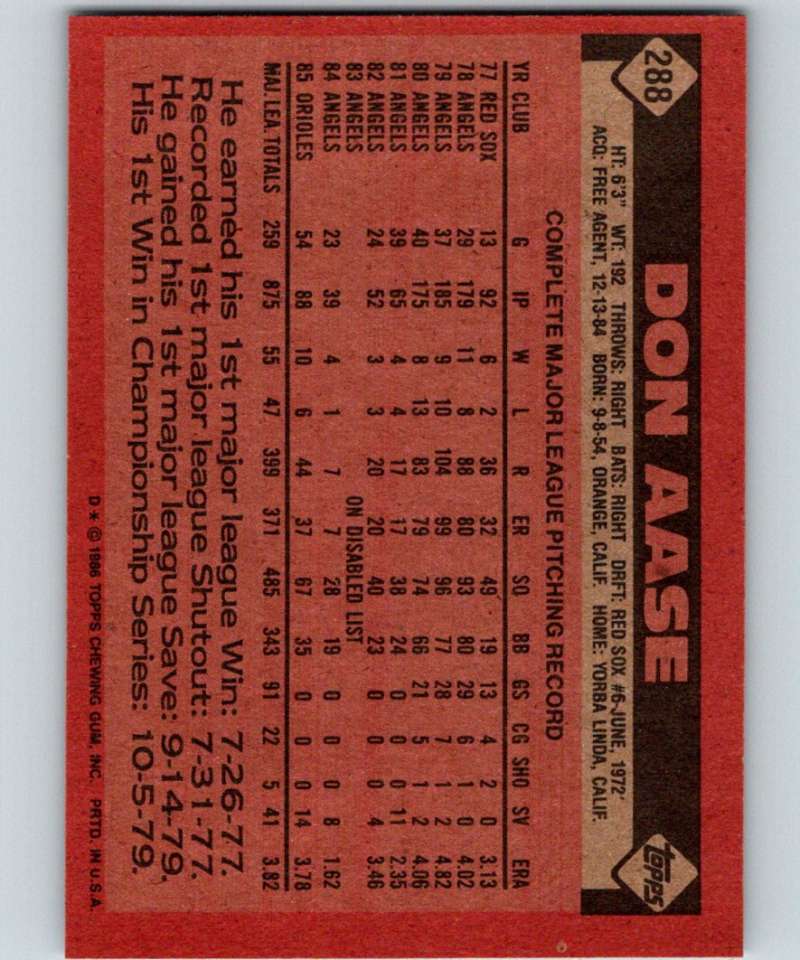 288
DON AASE
Topps
HT: 6'3" WT: 192 THROWS: RIGHT BATS: RIGHT DRFT: RED SOX #6-JUNE, 1972'
ACQ: FREE AGENT, 12-13-84 BORN: 9-8-54, ORANGE, CALIF. HOME: YORBA LINDA, CALIF.
COMPLETE MAJOR LEAGUE PITCHING RECORD
YR CLUB G IP W L R ER SO BB GS CG SHO SV ERA
77 RED SOX 13 92 6 2 36 32 49 19 13 4 2 0 3.13
78 ANGELS 29 179 11 8 88 80 93 80 29 6 1 0 4.02
79 ANGELS 37 185 9 10 104 99 96 77 28 7 1 2 4.82
80 ANGELS 40 175 8 13 83 79 74 66 21 5 1 2 4.06
81 ANGELS 39 65 4 4 17 17 38 24 0 0 0 11 2.35
82 ANGELS 24 52 3 3 20 20 40 23 0 0 0 4 3.46
83 ANGELS ON DISABLED LIST
84 ANGELS 23 39 4 1 7 7 28 19 0 0 0 8 1.62
85 ORIOLES 54 88 10 6 44 37 67 35 0 0 0 14 3.78
MAJ. LEA. TOTALS 259 875 55 47 399 371 485 343 91 22 5 41 3.82
He earned his 1st major league Win: 7-26-77.
Recorded 1st major league Shutout: 7-31-77.
He gained his 1st major league Save: 9-14-79.
His 1st Win in Championship Series: 10-5-79.
D* © 1986 TOPPS CHEWING GUM, INC. PRTD. IN U.S.A.